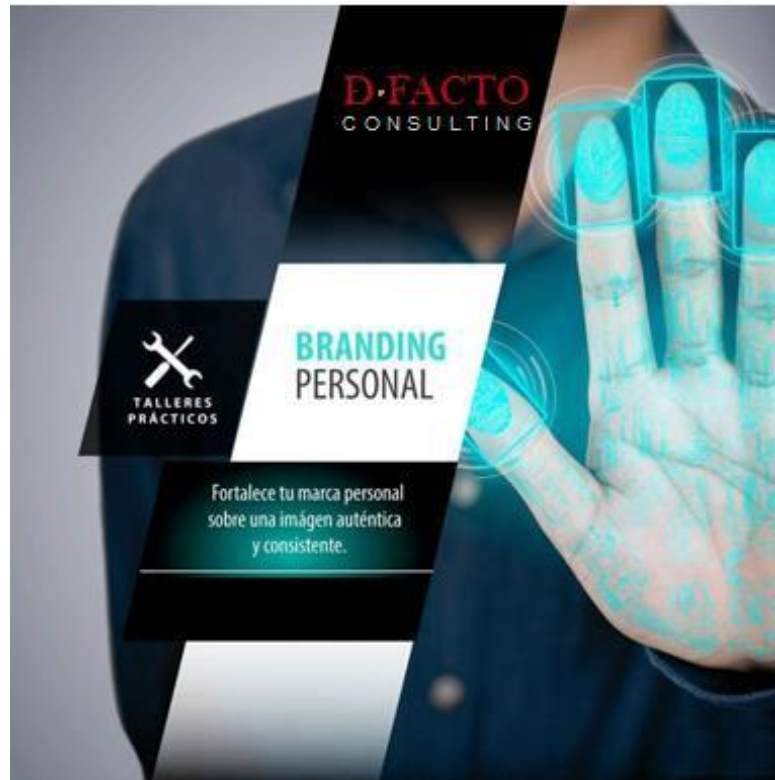 D·FACTO
CONSULTING
BRANDING
PERSONAL
TALLERES
PRÁCTICOS
Fortalece tu marca personal
sobre una imágen auténtica
y consistente.